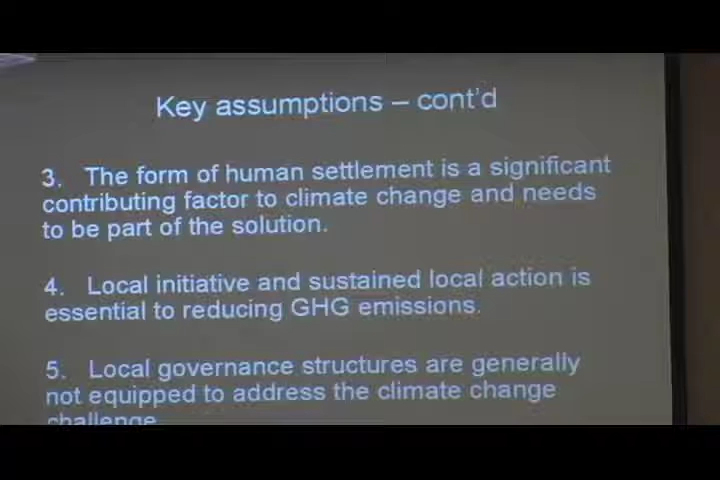 Key assumptions – cont'd
3. The form of human settlement is a significant
contributing factor to climate change and needs
to be part of the solution.
4. Local initiative and sustained local action is
essential to reducing GHG emissions.
5. Local governance structures are generally
not equipped to address the climate change
challenge